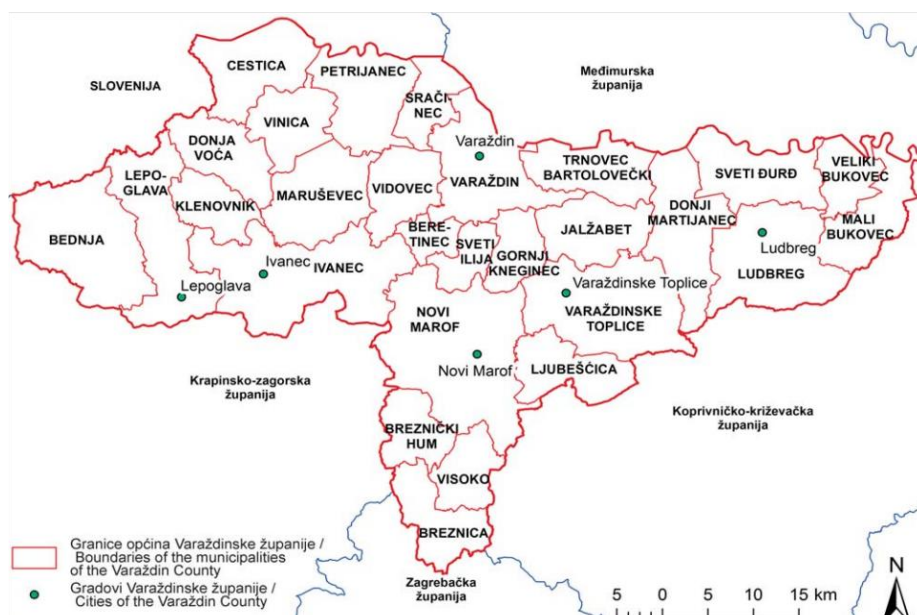 CESTICA
PETRIJANEC
Međimurska
županija
SLOVENIJA
SRAČI-
NEC
VINICA
DONJA
VOĆA
Varaždin
LEPO-
GLAVA
TRNOVEC
BARTOLOVEČKI
SVETI ĐURĐ
VELIKI
BUKOVEC
MARUŠEVEC
VIDOVEC
VARAŽDIN
KLENOVNIK
DONJI
MARTIJANEC
MALI
BUKOVEC
BEDNJA
BERE-
TINEC
SVETI
ILIJA
JALŽABET
Ludbreg
Ivanec
IVANEC
GORNJI
KNEGINEC
LUDBREG
Lepoglava
Varaždinske Toplice
NOVI
MAROF
VARAŽDINSKE
TOPLICE
Novi Marof
LJUBEŠĆICA
Krapinsko-zagorska
županija
Koprivničko-križevačka
županija
BREZNIČKI
HUM
VISOKO
BREZNICA
Granice općina Varaždinske županije /
Boundaries of the municipalities
of the Varaždin County
Gradovi Varaždinske županije /
Cities of the Varaždin County
Zagrebačka
županija
N
5 0 5 10 15 km